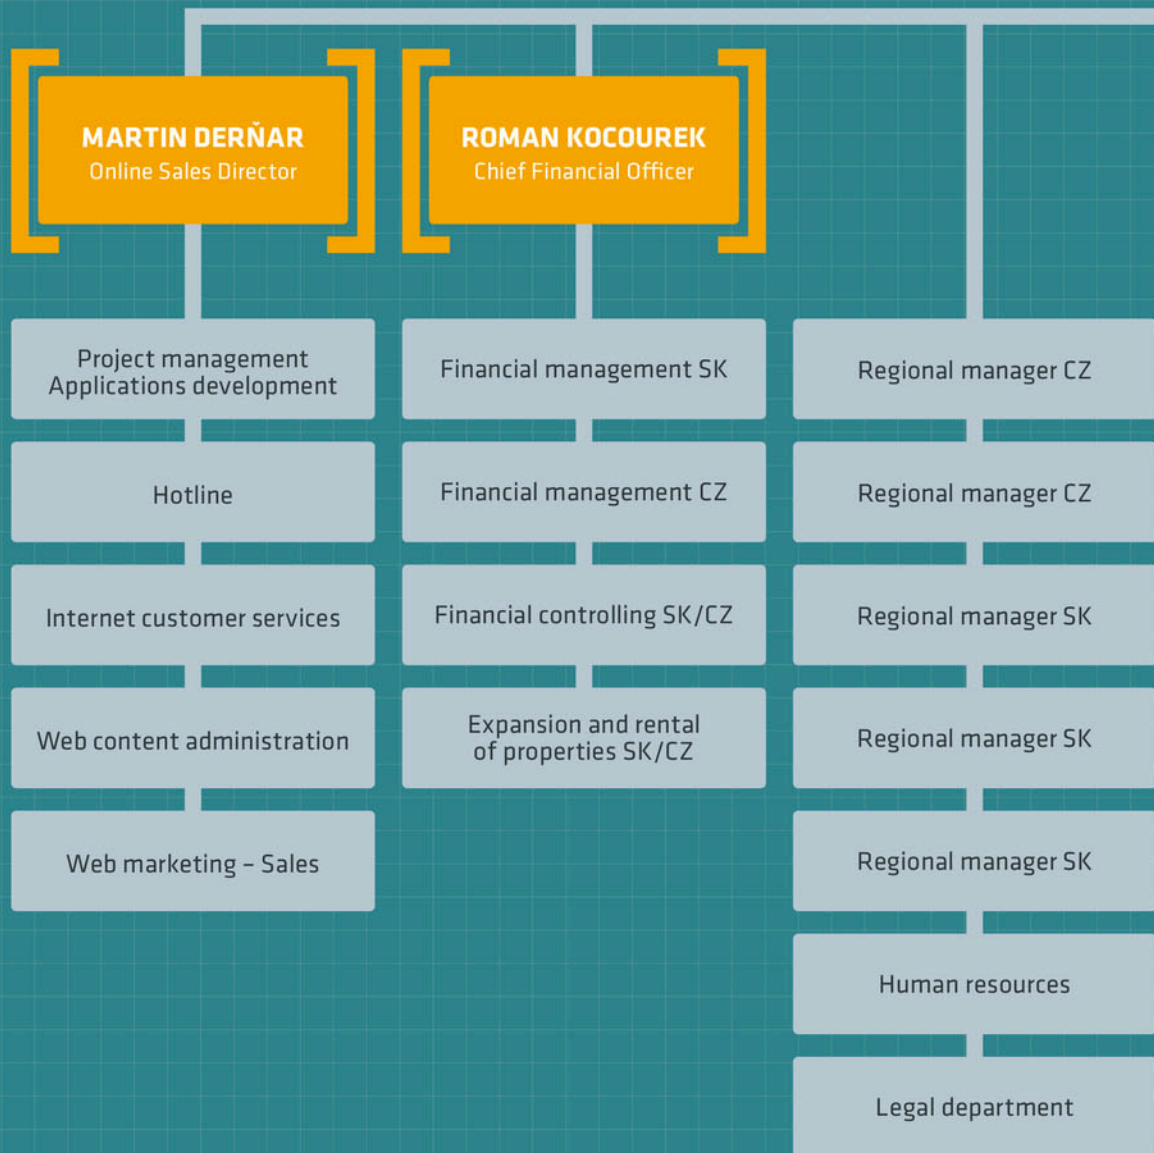 MARTIN DERŇAR
Online Sales Director
Project management
Applications development
Hotline
Internet customer services
Web content administration
Web marketing – Sales
ROMAN KOCOUREK
Chief Financial Officer
Financial management SK
Financial management CZ
Financial controlling SK/CZ
Expansion and rental
of properties SK/CZ
Regional manager CZ
Regional manager CZ
Regional manager SK
Regional manager SK
Regional manager SK
Human resources
Legal department